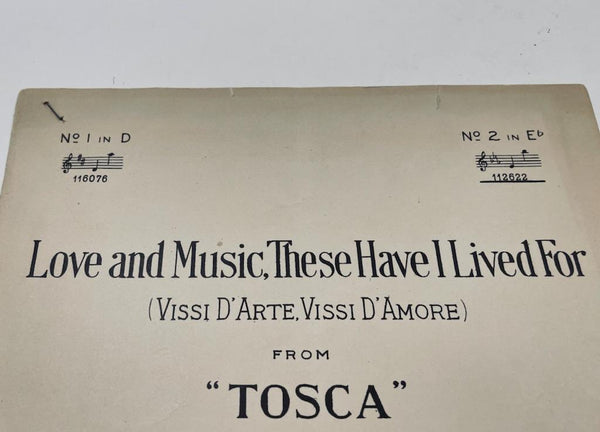 Nº 1 IN D
116076
Nº 2 IN E♭
112622
Love and Music, These Have I Lived For
(VISSI D'ARTE, VISSI D'AMORE)
FROM
"TOSCA"